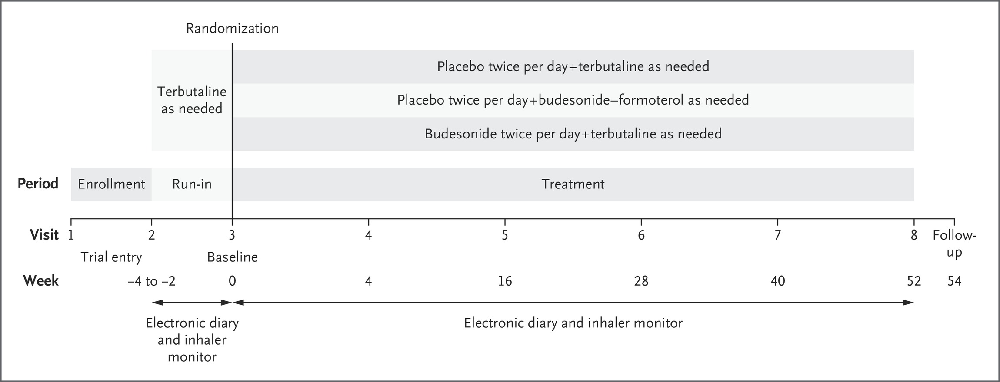 Randomization
Placebo twice per day+terbutaline as needed
Terbutaline
as needed
Placebo twice per day+budesonide–formoterol as needed
Budesonide twice per day+terbutaline as needed
Period Enrollment Run-in Treatment
Visit 1 2 3 4 5 6 7 8 Follow-
up
Trial entry Baseline
Week –4 to –2 0 4 16 28 40 52 54
Electronic diary
and inhaler
monitor
Electronic diary and inhaler monitor